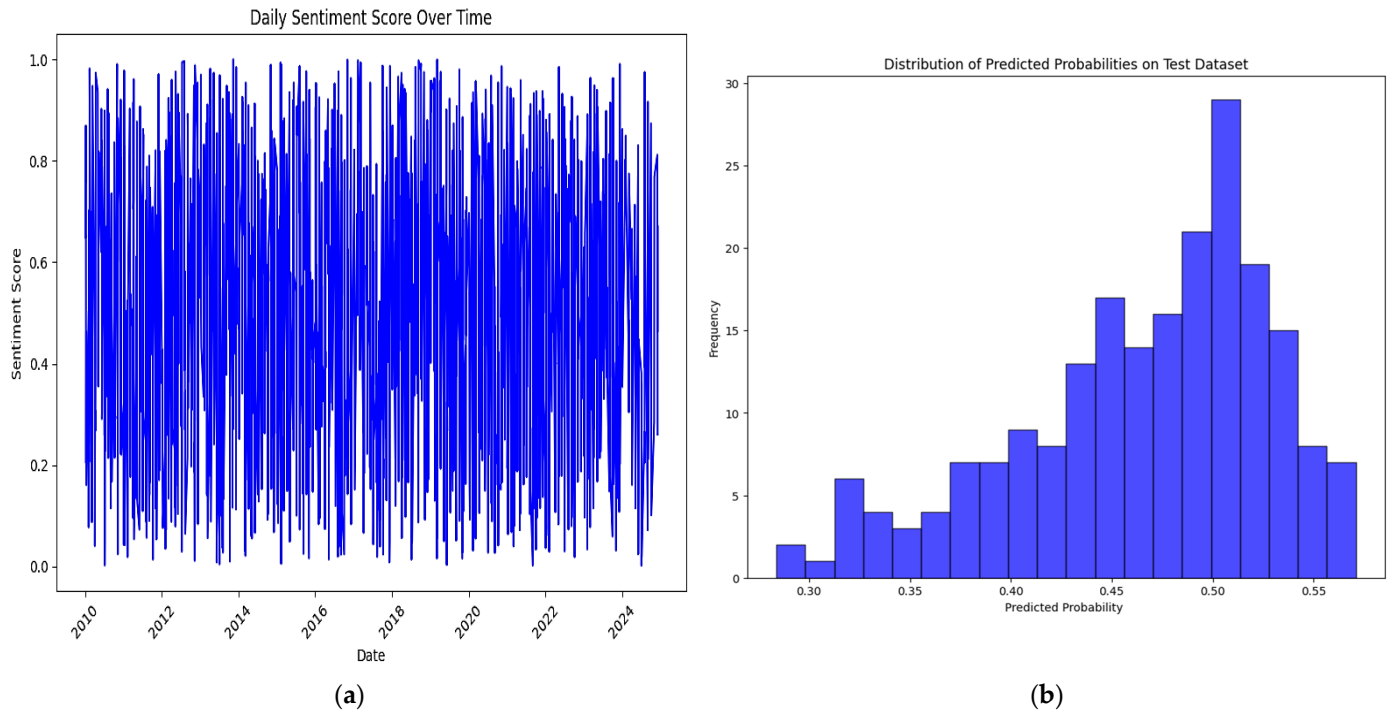 Daily Sentiment Score Over Time
1.0
0.8
0.6
0.4
0.2
0.0
Sentiment Score
2010 2012 2014 2016 2018 2020 2022 2024
Date
(a)
Distribution of Predicted Probabilities on Test Dataset
30
25
20
15
10
5
0
Frequency
0.30 0.35 0.40 0.45 0.50 0.55
Predicted Probability
(b)